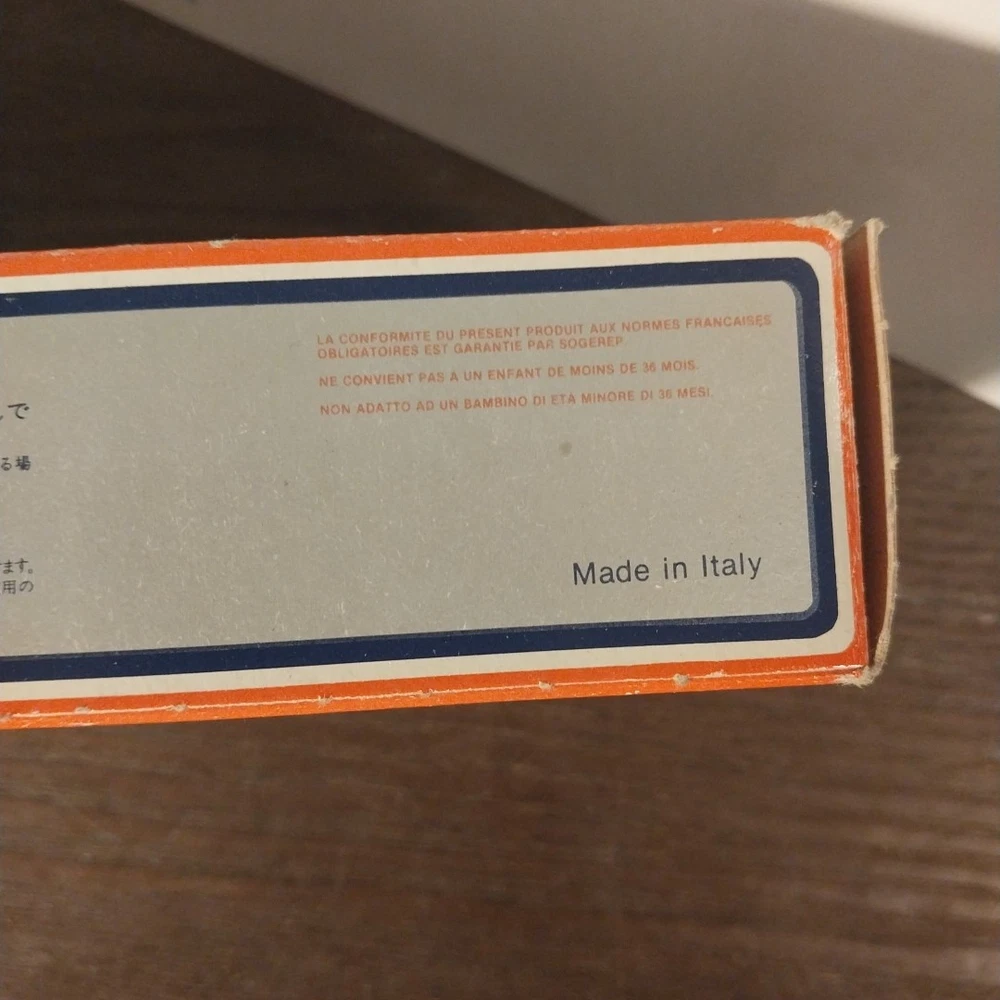 LA CONFORMITE DU PRESENT PRODUIT AUX NORMES FRANCAISES
OBLIGATOIRES EST GARANTIE PAR SOGEREP.
NE CONVIENT PAS A UN ENFANT DE MOINS DE 36 MOIS.
NON ADATTO AD UN BAMBINO DI ETA MINORE DI 36 MESI.
で
る場
ます。
用の
Made in Italy